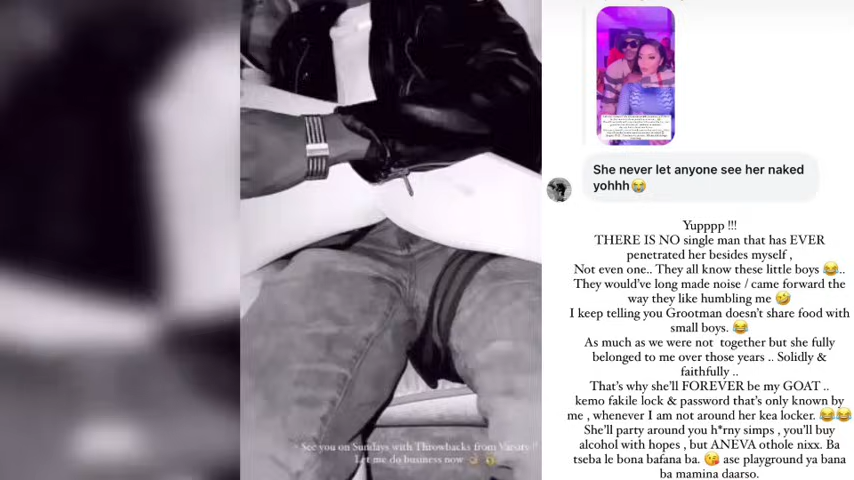 She never let anyone see her naked
yohhh😭
Yupppp !!!
THERE IS NO single man that has EVER
penetrated her besides myself ,
Not even one.. They all know these little boys 😂..
They would've long made noise / came forward the
way they like humbling me 🤣
I keep telling you Grootman doesn't share food with
small boys. 😂
As much as we were not together but she fully
belonged to me over those years .. Solidly &
faithfully ..
That's why she'll FOREVER be my GOAT ..
kemo fakile lock & password that's only known by
me , whenever I am not around her kea locker. 😂😂
She'll party around you h*rny simps , you'll buy
alcohol with hopes , but ANEVA othole nixx. Ba
tseba le bona bafana ba. 😘 ase playground ya bana
ba mamina daarso.
See you on Sundays with Throwbacks from Varsity !!
Let me do business now